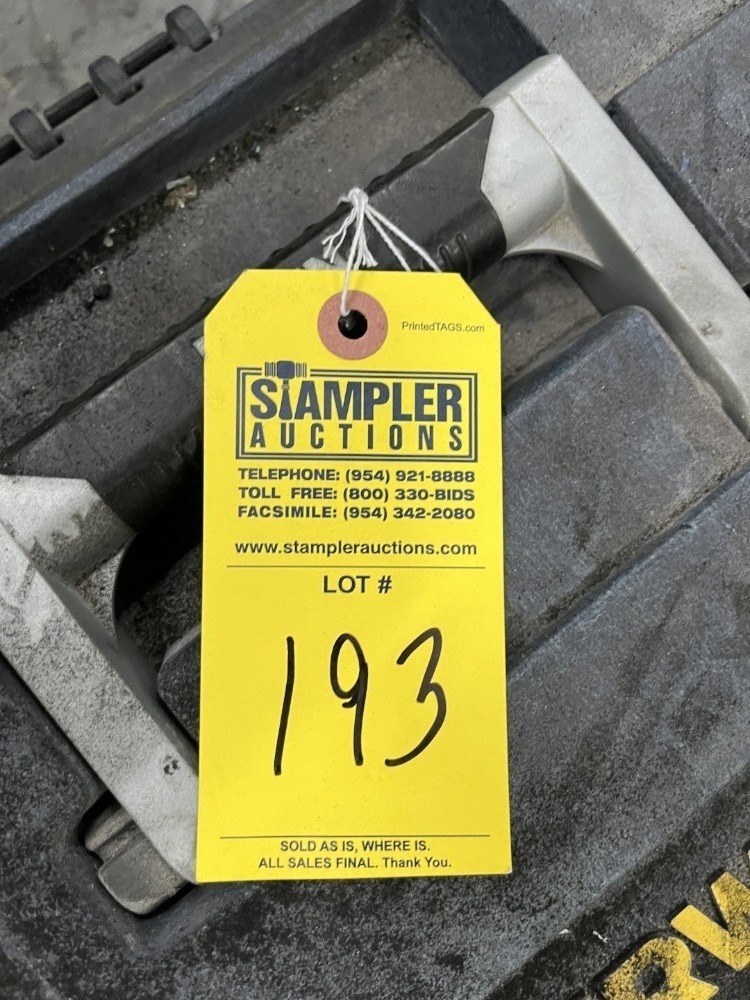 PrintedTAGS.com
STAMPLER
AUCTIONS
TELEPHONE: (954) 921-8888
TOLL FREE: (800) 330-BIDS
FACSIMILE: (954) 342-2080
www.stamplerauctions.com
LOT #
193
SOLD AS IS, WHERE IS.
ALL SALES FINAL. Thank You.